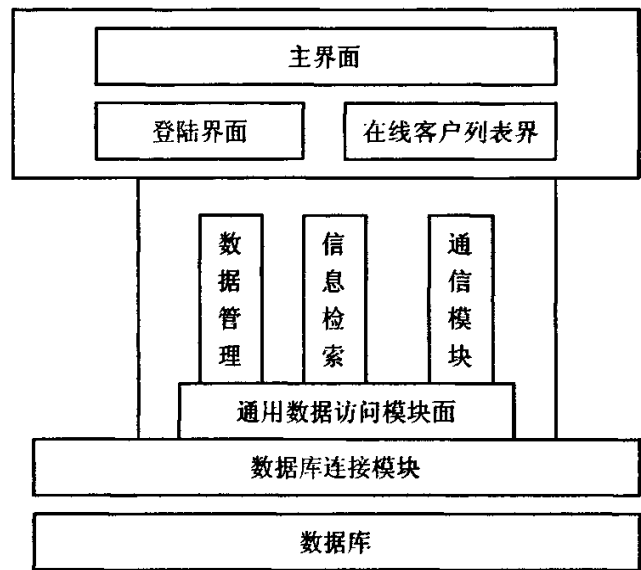 主界面
登陆界面
在线客户列表界
数据管理
信息检索
通信模块
通用数据访问模块面
数据库连接模块
数据库